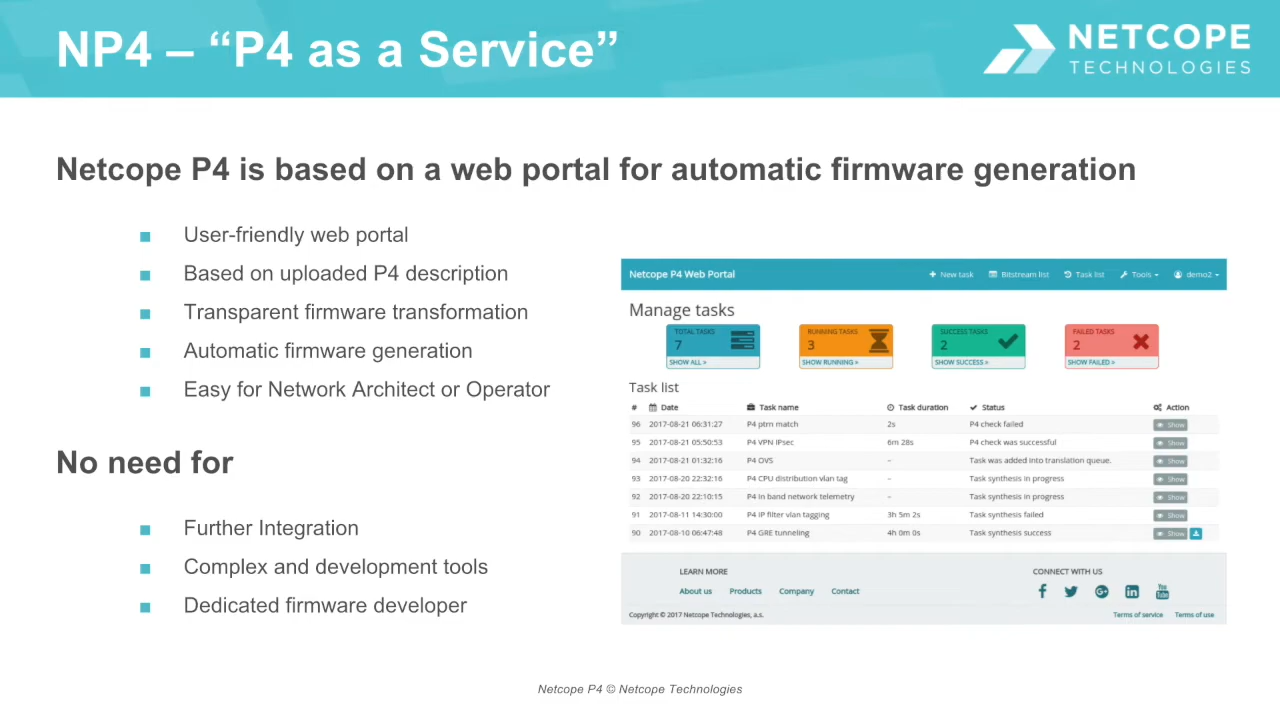 NP4 – “P4 as a Service”
NETCOPE
TECHNOLOGIES
Netcope P4 is based on a web portal for automatic firmware generation
User-friendly web portal
Based on uploaded P4 description
Transparent firmware transformation
Automatic firmware generation
Easy for Network Architect or Operator
No need for
Further Integration
Complex and development tools
Dedicated firmware developer
Netcope P4 Web Portal New task Bitstream list Task list Tools demo2
Manage tasks
TOTAL TASKS RUNNING TASKS SUCCESS TASKS FAILED TASKS
7 3 2 2
SHOW ALL » SHOW RUNNING » SHOW SUCCESS » SHOW FAILED »
Task list
# Date Task name Task duration Status Action
96 2017-08-21 06:31:27 P4 ptrn match 2s P4 check failed Show
95 2017-08-21 05:50:53 P4 VPN IPsec 6m 28s P4 check was successful Show
94 2017-08-21 01:32:16 P4 OVS – Task was added into translation queue. Show
93 2017-08-20 22:32:16 P4 CPU distribution vlan tag – Task synthesis in progress Show
92 2017-08-20 22:10:15 P4 in band network telemetry – Task synthesis in progress Show
91 2017-08-11 14:30:00 P4 IP filter vlan tagging 3h 5m 2s Task synthesis failed Show
90 2017-08-10 06:47:48 P4 GRE tunneling 4h 0m 0s Task synthesis success Show
LEARN MORE CONNECT WITH US
About us Products Company Contact
Copyright © 2017 Netcope Technologies, a.s. Terms of service Terms of use
Netcope P4 © Netcope Technologies